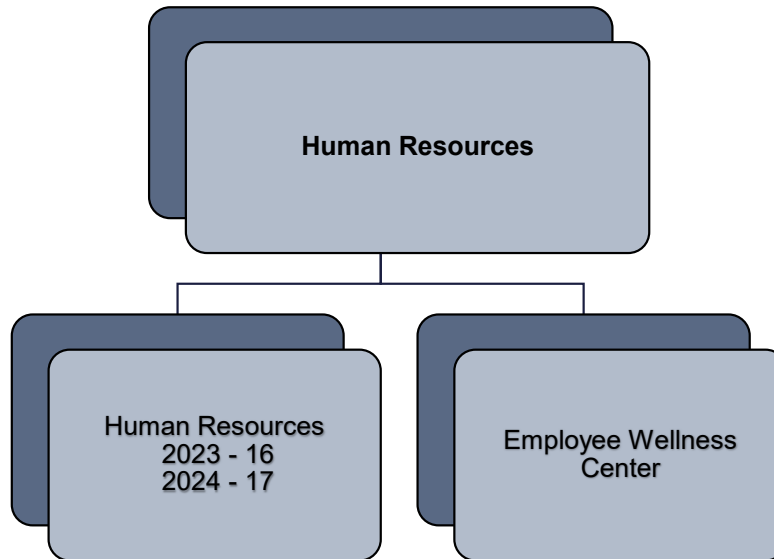 Human Resources
Human Resources
2023 - 16
2024 - 17
Employee Wellness
Center